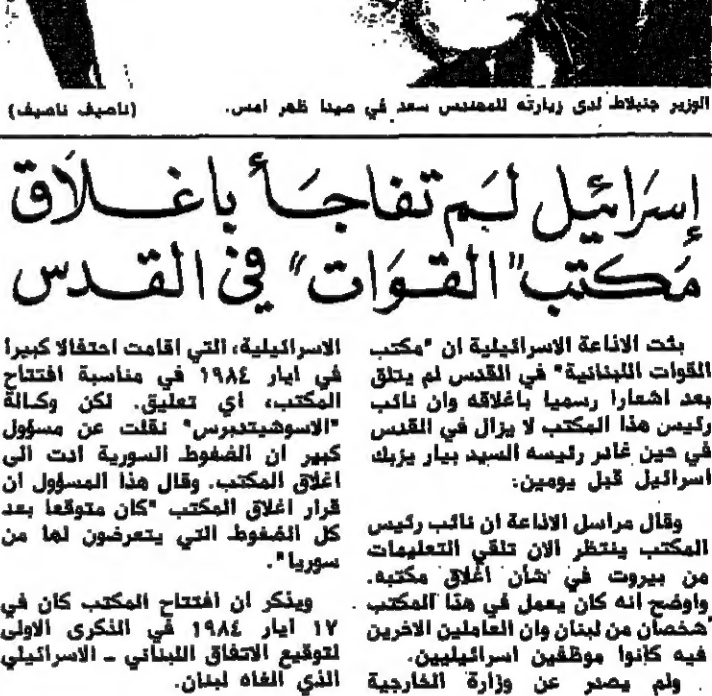 الوزير جنبلاط لدى زيارته للمهندس سعد في صيدا ظهر امس.
(ناصيف ناصيف)
إسرائيل لم تفاجأ باغلاق
مكتب "القوات" في القدس
بثت الاذاعة الاسرائيلية ان "مكتب
القوات اللبنانية" في القدس لم يتلق
بعد اشعارا رسميا باغلاقه وان نائب
رئيس هذا المكتب لا يزال في القدس
في حين غادر رئيسه السيد بيار يزبك
اسرائيل قبل يومين.
وقال مراسل الاذاعة ان نائب رئيس
المكتب ينتظر الان تلقي التعليمات
من بيروت في شأن اغلاق مكتبه.
واوضح انه كان يعمل في هذا المكتب
شخصان من لبنان وان العاملين الاخرين
فيه كانوا موظفين اسرائيليين.
ولم يصدر عن وزارة الخارجية
الاسرائيلية، التي اقامت احتفالا كبيرا
في ايار ١٩٨٤ في مناسبة افتتاح
المكتب، اي تعليق. لكن وكالة
"الاسوشيتدبرس" نقلت عن مسؤول
كبير ان الضغوط السورية ادت الى
اغلاق المكتب. وقال هذا المسؤول ان
قرار اغلاق المكتب "كان متوقعا بعد
كل الضغوط التي يتعرضون لها من
سوريا".
ويذكر ان افتتاح المكتب كان في
١٧ ايار ١٩٨٤ في الذكرى الاولى
لتوقيع الاتفاق اللبناني ـ الاسرائيلي
الذي الغاه لبنان.